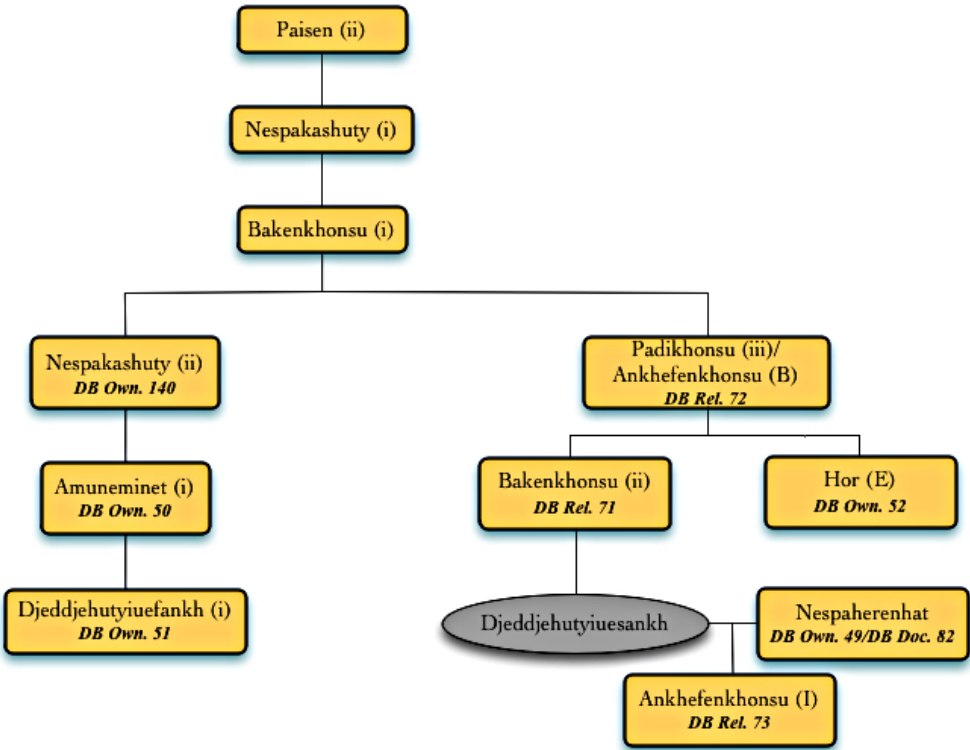 Paisen (ii)
Nespakashuty (i)
Bakenkhonsu (i)
Nespakashuty (ii)
DB Own. 140
Padikhonsu (iii)/
Ankhefenkhonsu (B)
DB Rel. 72
Amuneminet (i)
DB Own. 50
Bakenkhonsu (ii)
DB Rel. 71
Hor (E)
DB Own. 52
Djeddjehutyiuefankh (i)
DB Own. 51
Djeddjehutyiuesankh
Nespaherenhat
DB Own. 49/DB Doc. 82
Ankhefenkhonsu (I)
DB Rel. 73